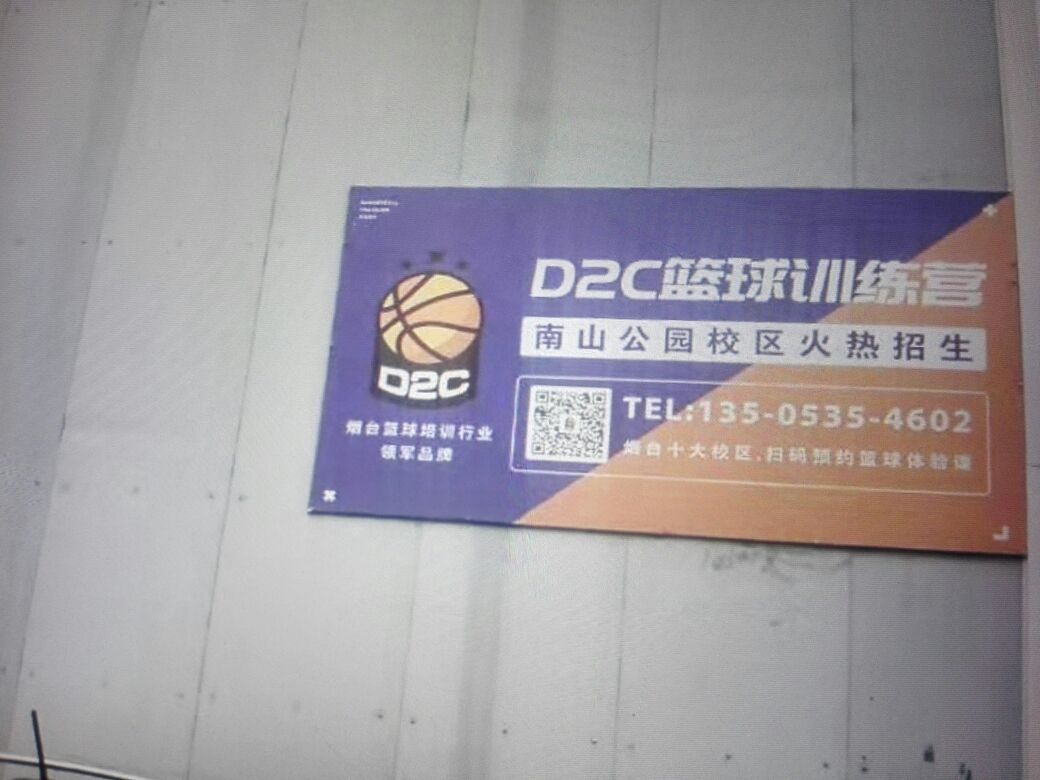 D2C
烟台篮球培训行业
领军品牌
D2C篮球训练营
南山公园校区火热招生
TEL:135-0535-4602
烟台十大校区,扫码预约篮球体验课